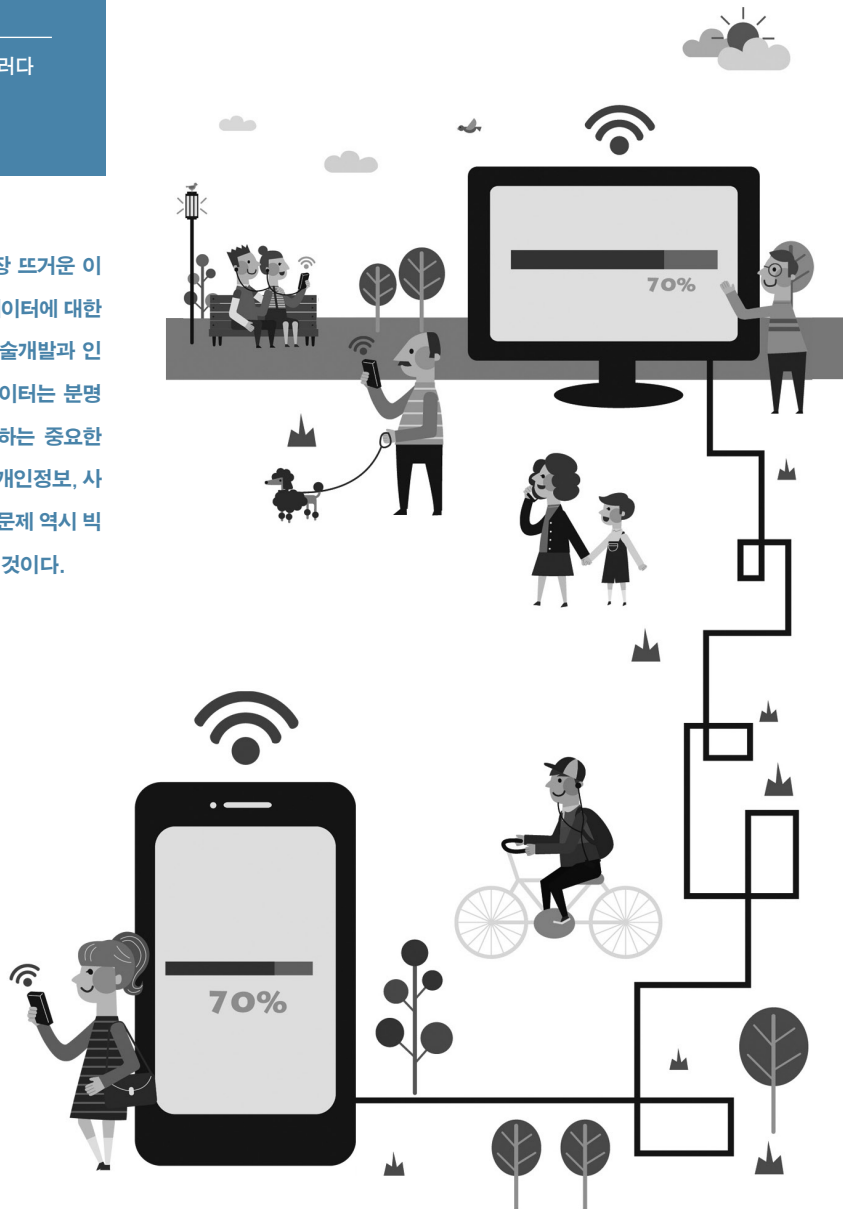 러다
장 뜨거운 이
이터에 대한
술개발과 인
이터는 분명
하는 중요한
개인정보, 사
문제 역시 빅
것이다.
70%
70%